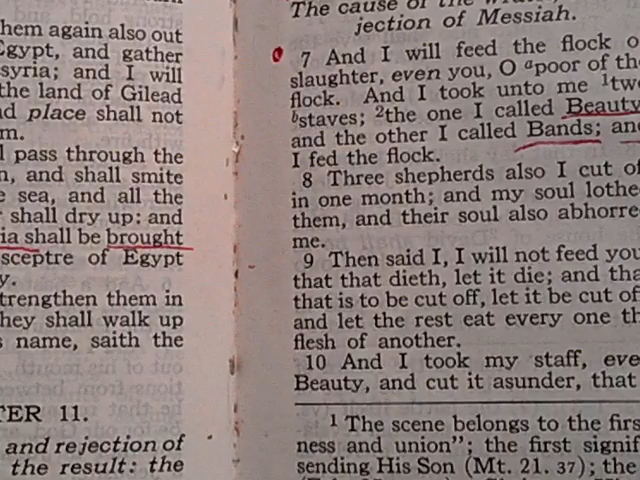 hem again also out
Egypt, and gather
syria; and I will
the land of Gilead
place shall not
m.
pass through the
and shall smite
sea, and all the
shall dry up: and
shall be brought
sceptre of Egypt
y.
trengthen them in
hey shall walk up
name, saith the
TER 11.
and rejection of
the result: the
The cause of the
jection of Messiah.
7 And I will feed the flock o
slaughter, even you, O ᵃpoor of the
flock. And I took unto me ¹tw
ᵇstaves; ²the one I called Beauty
and the other I called Bands; an
I fed the flock.
8 Three shepherds also I cut of
in one month; and my soul lothe
them, and their soul also abhorre
me.
9 Then said I, I will not feed you
that that dieth, let it die; and tha
that is to be cut off, let it be cut of
and let the rest eat every one th
flesh of another.
10 And I took my staff, eve
Beauty, and cut it asunder, that
¹ The scene belongs to the firs
ness and union"; the first signif
sending His Son (Mt. 21. 37); the